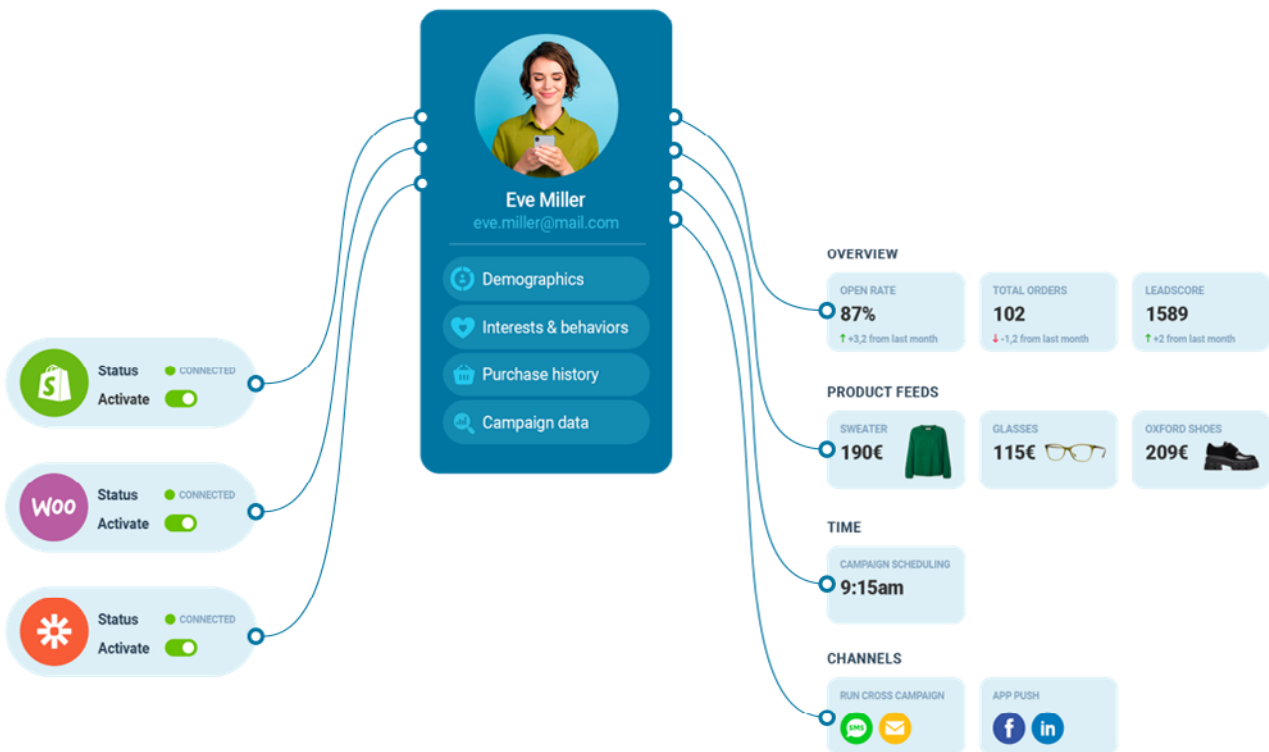 Eve Miller
eve.miller@mail.com
Demographics
Interests & behaviors
Purchase history
Campaign data
S
Status CONNECTED
Activate
WOO
Status CONNECTED
Activate
Status CONNECTED
Activate
OVERVIEW
OPEN RATE
87%
↑ +3,2 from last month
TOTAL ORDERS
102
↓ -1,2 from last month
LEADSCORE
1589
↑ +2 from last month
PRODUCT FEEDS
SWEATER
190€
GLASSES
115€
OXFORD SHOES
209€
TIME
CAMPAIGN SCHEDULING
9:15am
CHANNELS
RUN CROSS CAMPAIGN
SMS
APP PUSH
f in